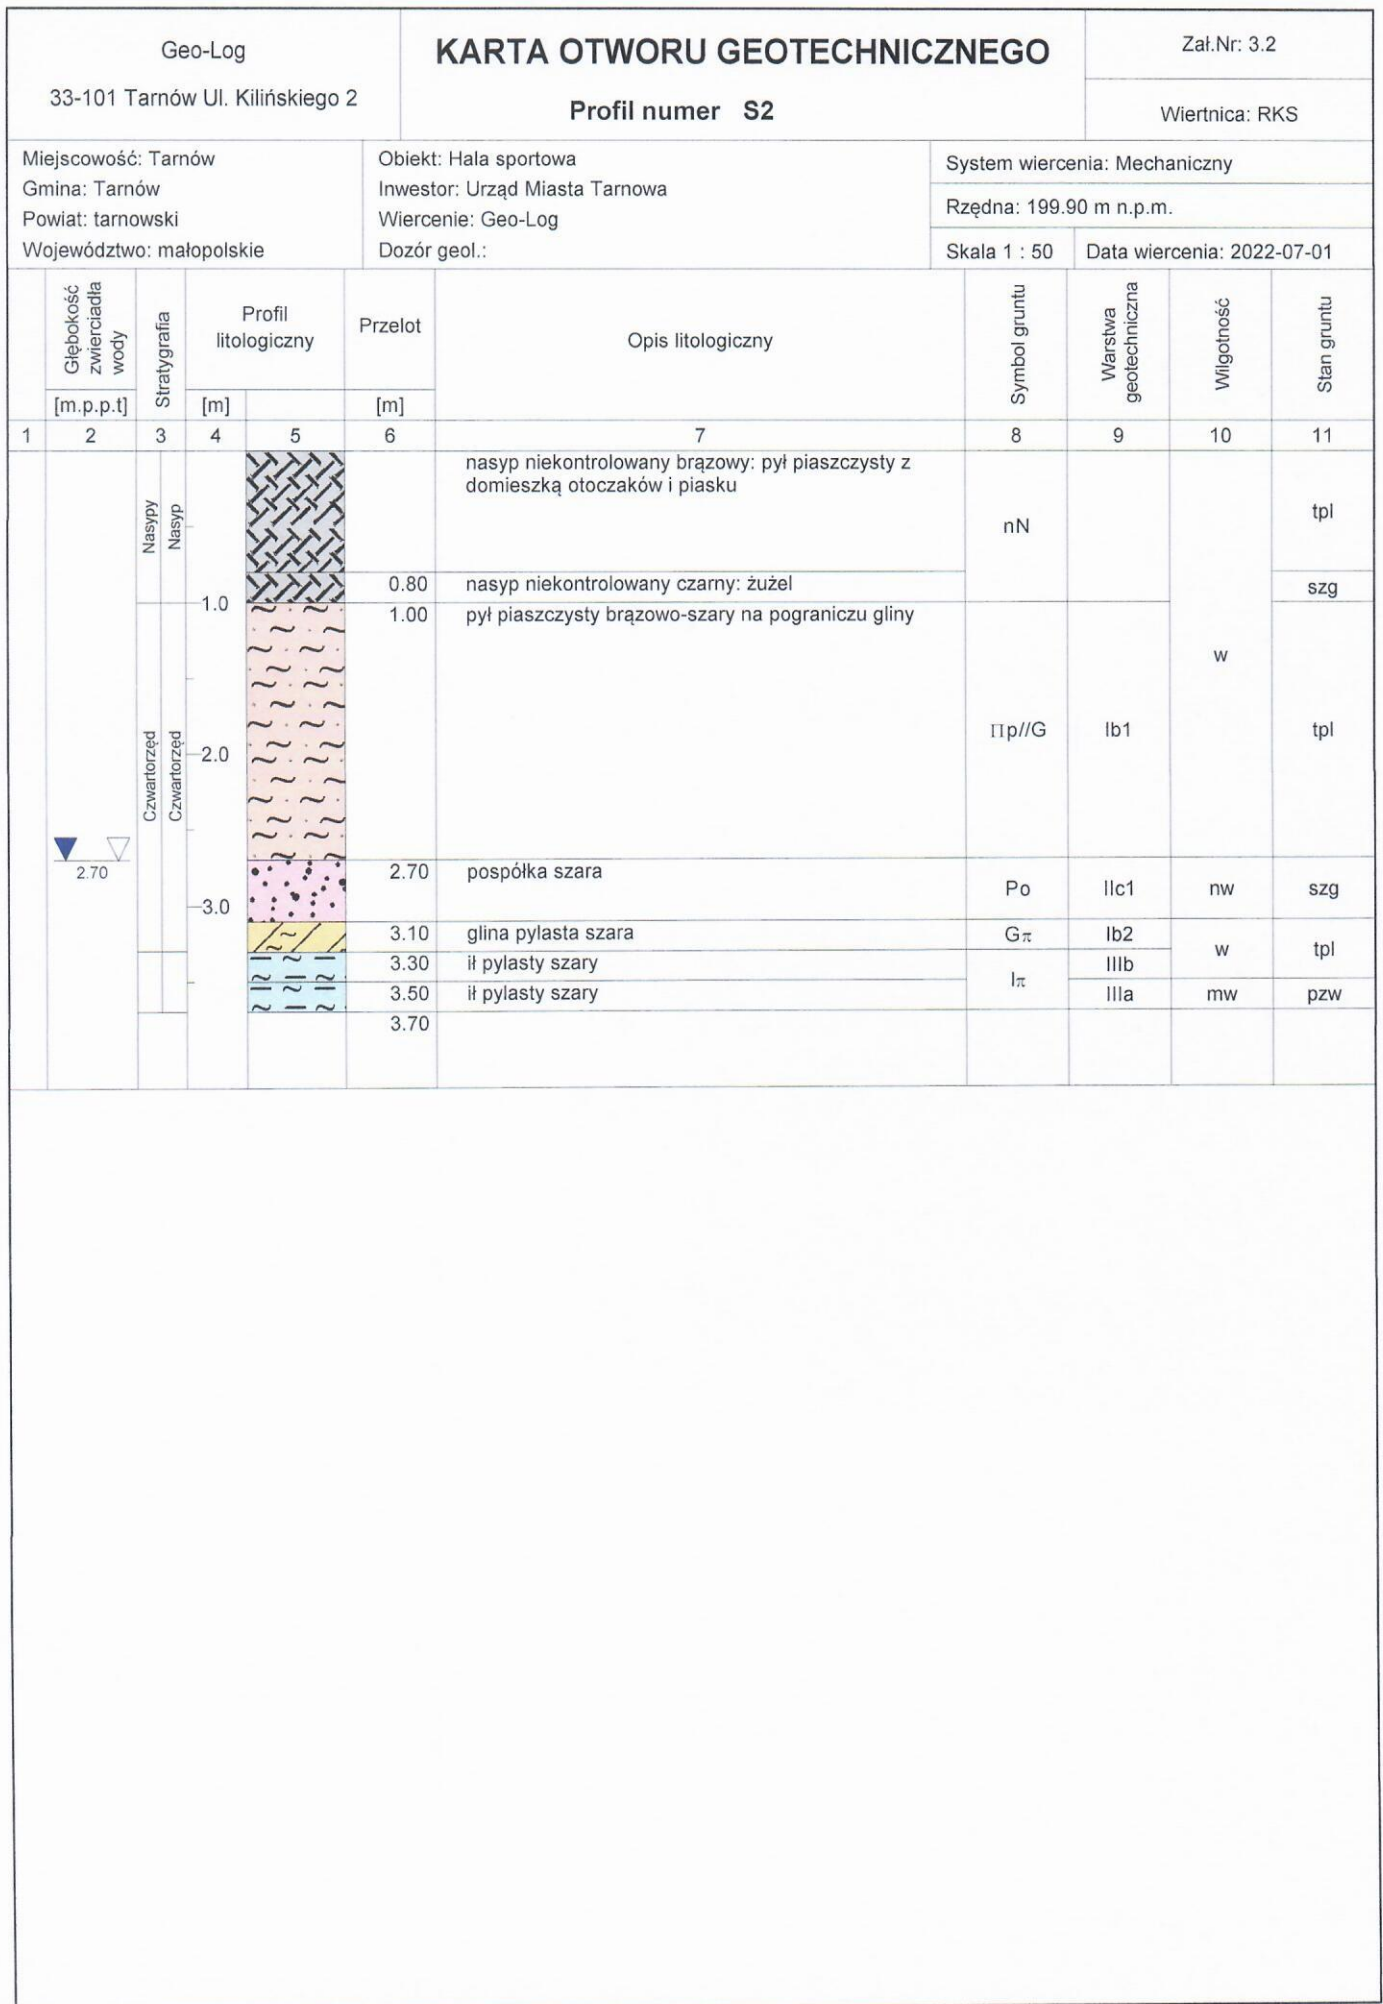 Geo-Log
33-101 Tarnów Ul. Kilińskiego 2
KARTA OTWORU GEOTECHNICZNEGO
Profil numer S2
Zał.Nr: 3.2
Wiertnica: RKS
Miejscowość: Tarnów
Gmina: Tarnów
Powiat: tarnowski
Województwo: małopolskie
Obiekt: Hala sportowa
Inwestor: Urząd Miasta Tarnowa
Wiercenie: Geo-Log
Dozór geol.:
System wiercenia: Mechaniczny
Rzędna: 199.90 m n.p.m.
Skala 1 : 50 Data wiercenia: 2022-07-01
Głębokość
zwierciadła
wody
[m.p.p.t]
Stratygrafia
Profil
litologiczny
[m]
Przelot
[m]
Opis litologiczny
Symbol gruntu
Warstwa
geotechniczna
Wilgotność
Stan gruntu
1 2 3 4 5 6 7 8 9 10 11
Nasypy
Nasyp
nasyp niekontrolowany brązowy: pył piaszczysty z
domieszką otoczaków i piasku
nN
tpl
0.80 nasyp niekontrolowany czarny: żużel szg
1.0
1.00 pył piaszczysty brązowo-szary na pograniczu gliny
w
Czwartorzęd
Czwartorzęd
2.0
Πp//G Ib1 tpl
2.70
2.70 pospółka szara
Po IIc1 nw szg
3.0
3.10 glina pylasta szara Gπ Ib2
w tpl
3.30 ił pylasty szary IIIb
Iπ
3.50 ił pylasty szary IIIa mw pzw
3.70